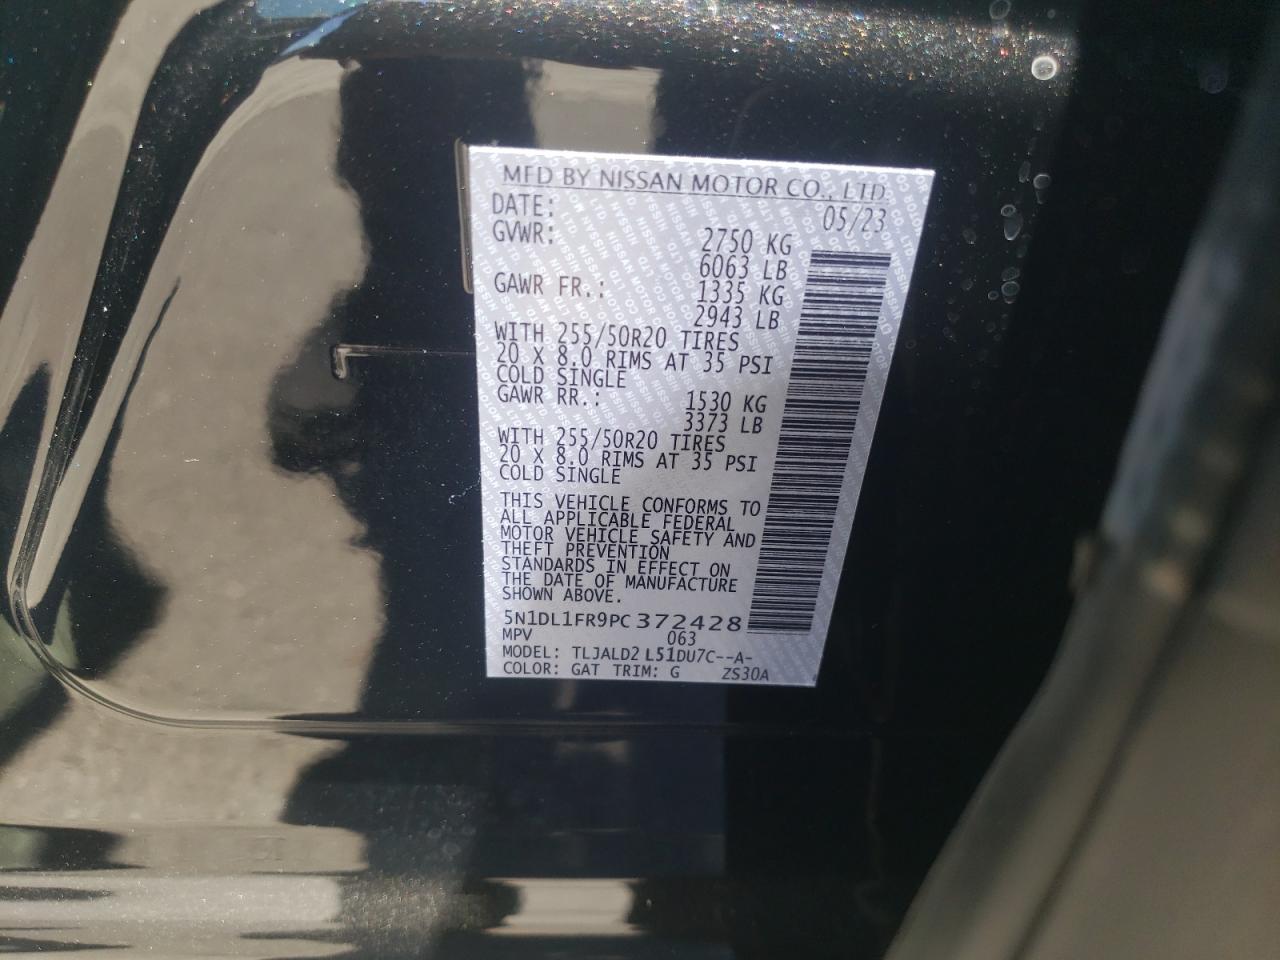 MFD BY NISSAN MOTOR CO., LTD.
DATE: 05/23
GVWR: 2750 KG
6063 LB
GAWR FR.: 1335 KG
2943 LB
WITH 255/50R20 TIRES
20 X 8.0 RIMS AT 35 PSI
COLD SINGLE
GAWR RR.: 1530 KG
3373 LB
WITH 255/50R20 TIRES
20 X 8.0 RIMS AT 35 PSI
COLD SINGLE
THIS VEHICLE CONFORMS TO
ALL APPLICABLE FEDERAL
MOTOR VEHICLE SAFETY AND
THEFT PREVENTION
STANDARDS IN EFFECT ON
THE DATE OF MANUFACTURE
SHOWN ABOVE.
5N1DL1FR9PC372428
MPV 063
MODEL: TLJALD2 L51DU7C--A-
COLOR: GAT TRIM: G ZS30A